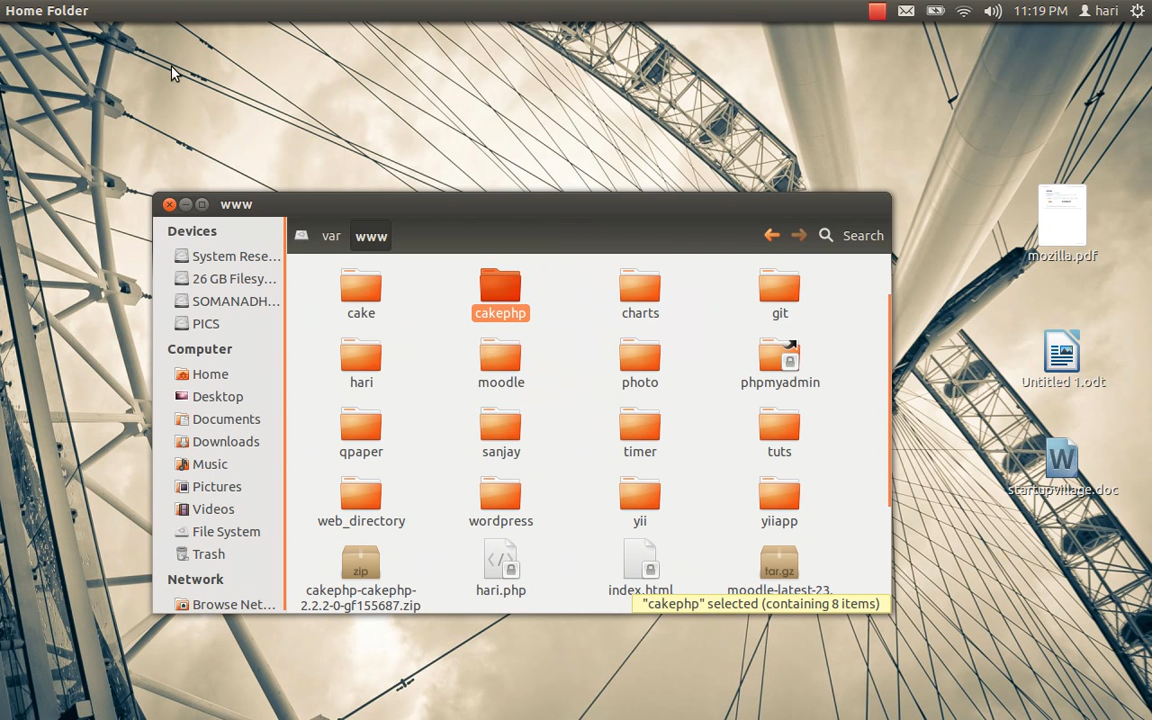 Home Folder
11:19 PM hari
www
Devices
System Rese...
26 GB Filesy...
SOMANADH...
PICS
Computer
Home
Desktop
Documents
Downloads
Music
Pictures
Videos
File System
Trash
Network
Browse Net...
var www Search
cake cakephp charts git
hari moodle photo phpmyadmin
qpaper sanjay timer tuts
web_directory wordpress yii yiiapp
zip tar.gz
cakephp-cakephp-
2.2.2-0-gf155687.zip
hari.php index.html moodle-latest-23.
"cakephp" selected (containing 8 items)
mozilla.pdf
Untitled 1.odt
W
startupvillage.doc